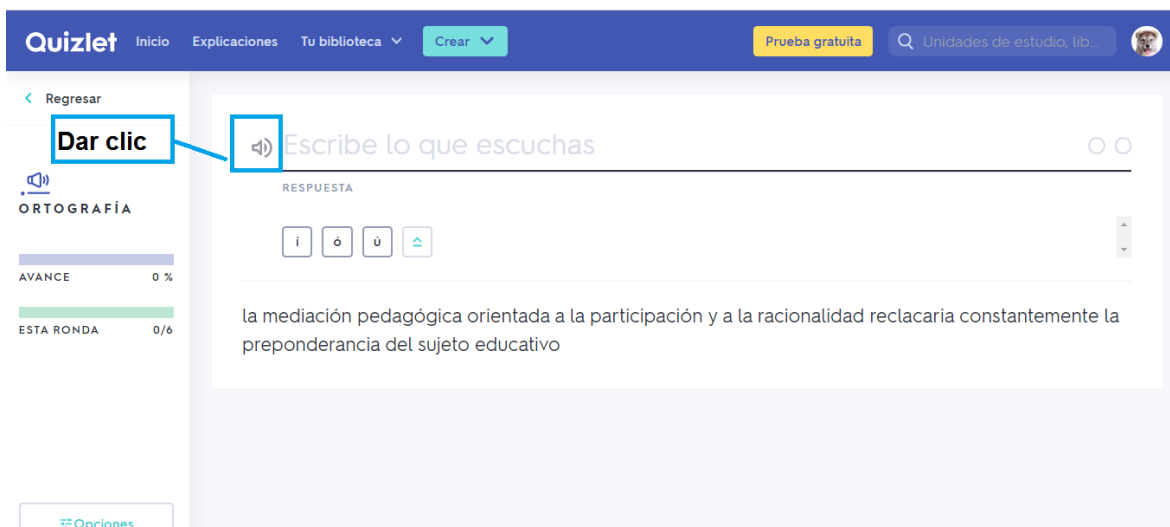 Quizlet Inicio Explicaciones Tu biblioteca Crear Prueba gratuita Unidades de estudio, lib...
Regresar
Dar clic
Escribe lo que escuchas
RESPUESTA
ORTOGRAFÍA
í ó ú
AVANCE 0 %
ESTA RONDA 0/6
la mediación pedagógica orientada a la participación y a la racionalidad reclacaria constantemente la
preponderancia del sujeto educativo
Opciones